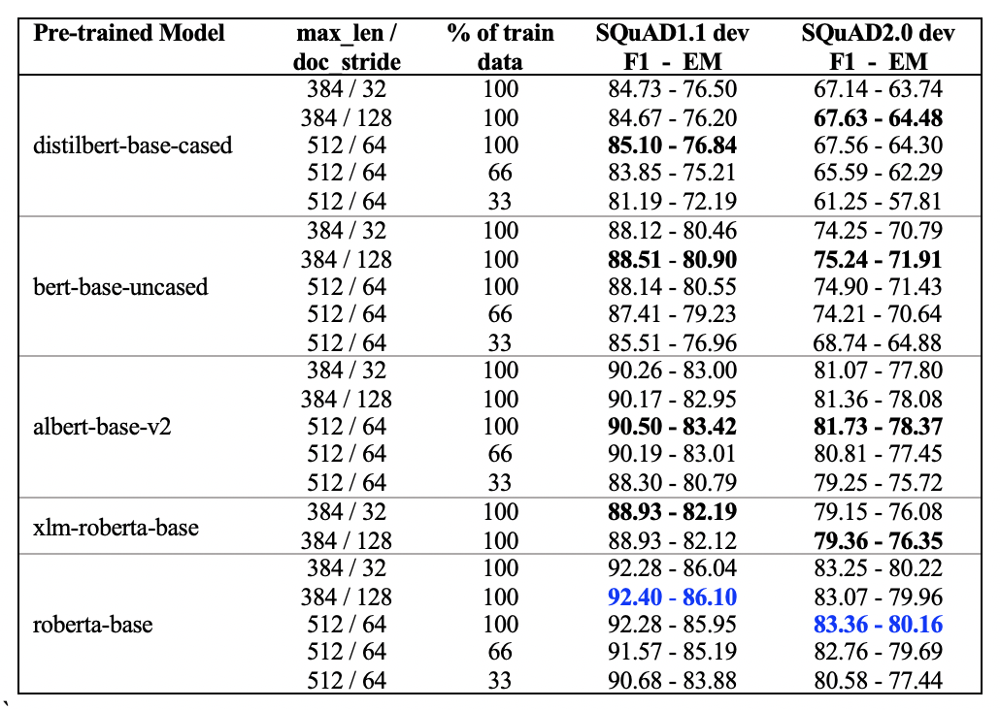 Pre-trained Model max_len / % of train SQuAD1.1 dev SQuAD2.0 dev
doc_stride data F1 - EM F1 - EM
384 / 32 100 84.73 - 76.50 67.14 - 63.74
384 / 128 100 84.67 - 76.20 67.63 - 64.48
distilbert-base-cased 512 / 64 100 85.10 - 76.84 67.56 - 64.30
512 / 64 66 83.85 - 75.21 65.59 - 62.29
512 / 64 33 81.19 - 72.19 61.25 - 57.81
384 / 32 100 88.12 - 80.46 74.25 - 70.79
384 / 128 100 88.51 - 80.90 75.24 - 71.91
bert-base-uncased 512 / 64 100 88.14 - 80.55 74.90 - 71.43
512 / 64 66 87.41 - 79.23 74.21 - 70.64
512 / 64 33 85.51 - 76.96 68.74 - 64.88
384 / 32 100 90.26 - 83.00 81.07 - 77.80
384 / 128 100 90.17 - 82.95 81.36 - 78.08
albert-base-v2 512 / 64 100 90.50 - 83.42 81.73 - 78.37
512 / 64 66 90.19 - 83.01 80.81 - 77.45
512 / 64 33 88.30 - 80.79 79.25 - 75.72
384 / 32 100 88.93 - 82.19 79.15 - 76.08
xlm-roberta-base
384 / 128 100 88.93 - 82.12 79.36 - 76.35
384 / 32 100 92.28 - 86.04 83.25 - 80.22
384 / 128 100 92.40 - 86.10 83.07 - 79.96
roberta-base 512 / 64 100 92.28 - 85.95 83.36 - 80.16
512 / 64 66 91.57 - 85.19 82.76 - 79.69
512 / 64 33 90.68 - 83.88 80.58 - 77.44
`